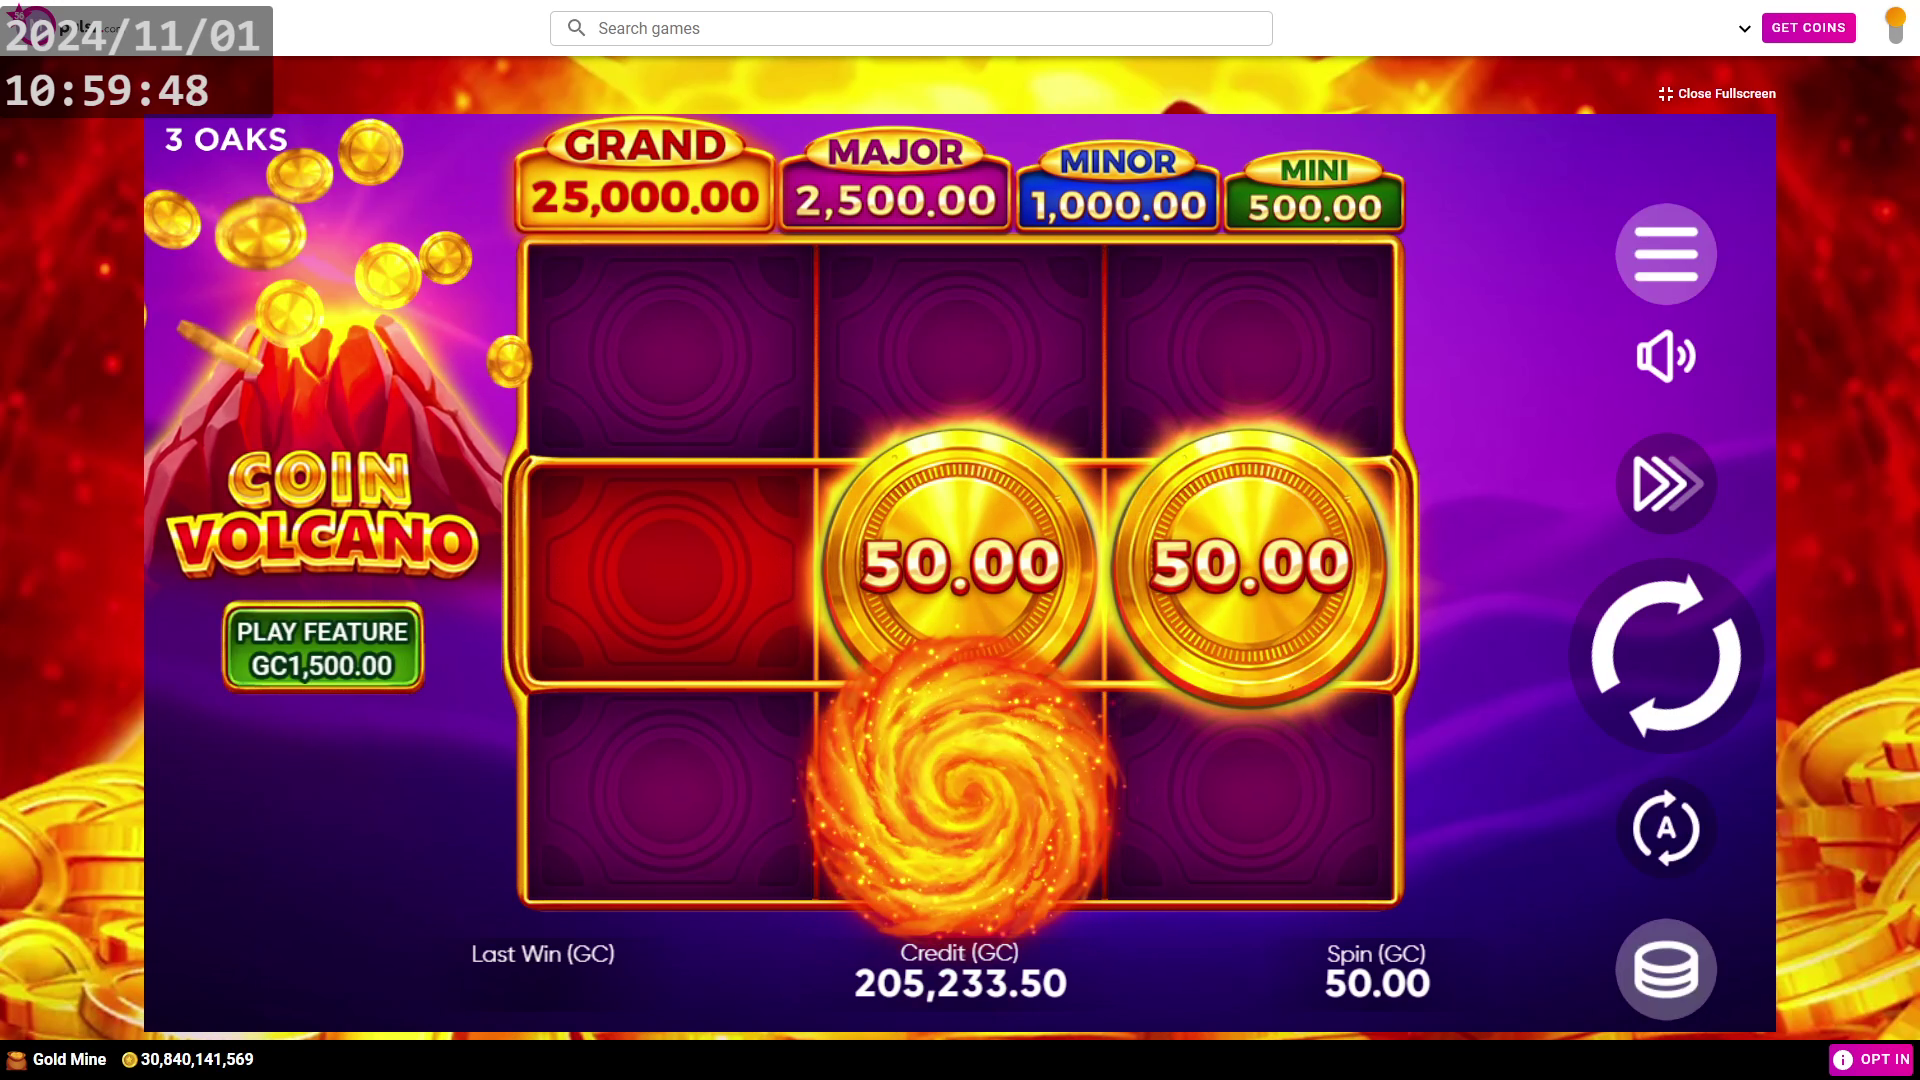 2024/11/01
10:59:48
Search games
GET COINS
Close Fullscreen
3 OAKS
GRAND
25,000.00
MAJOR
2,500.00
MINOR
1,000.00
MINI
500.00
COIN
VOLCANO
50.00
50.00
PLAY FEATURE
GC1,500.00
A
Last Win (GC)
Credit (GC)
205,233.50
Spin (GC)
50.00
Gold Mine
30,840,141,569
OPT IN